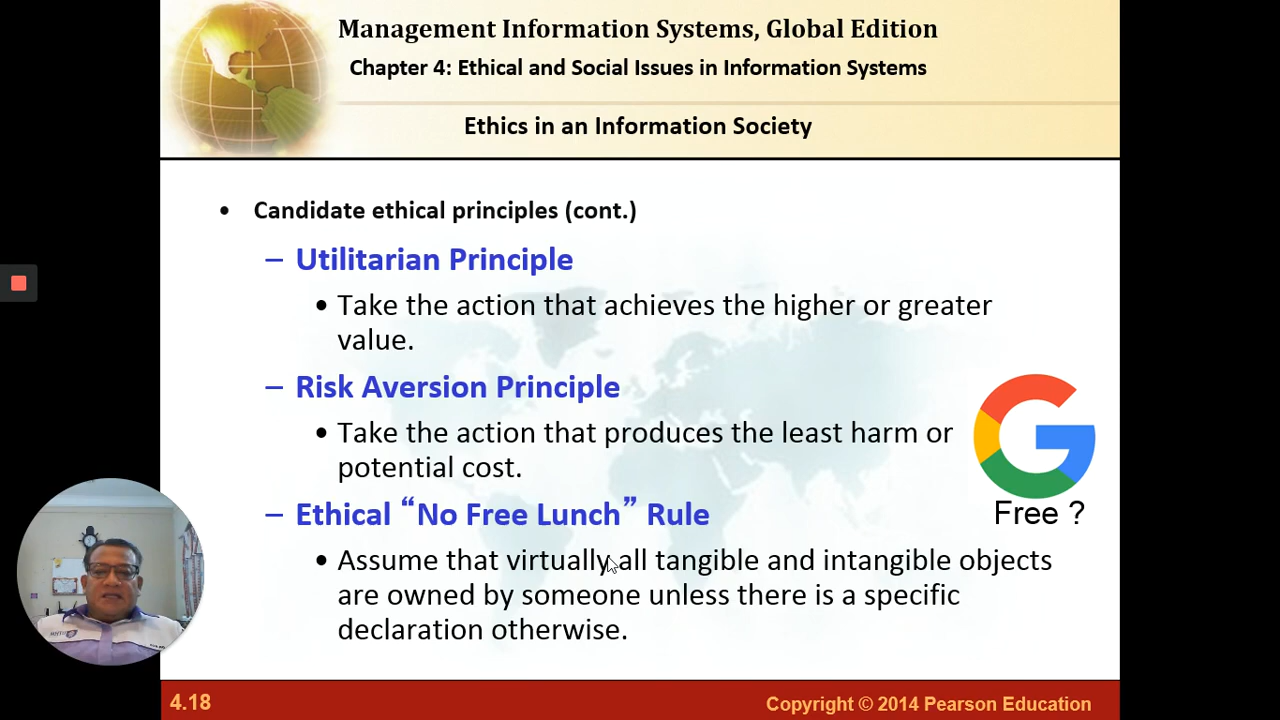 Management Information Systems, Global Edition
Chapter 4: Ethical and Social Issues in Information Systems
Ethics in an Information Society
• Candidate ethical principles (cont.)
– Utilitarian Principle
• Take the action that achieves the higher or greater
value.
– Risk Aversion Principle
• Take the action that produces the least harm or
potential cost.
– Ethical “No Free Lunch” Rule
• Assume that virtually all tangible and intangible objects
are owned by someone unless there is a specific
declaration otherwise.
G
Free ?
4.18
Copyright © 2014 Pearson Education